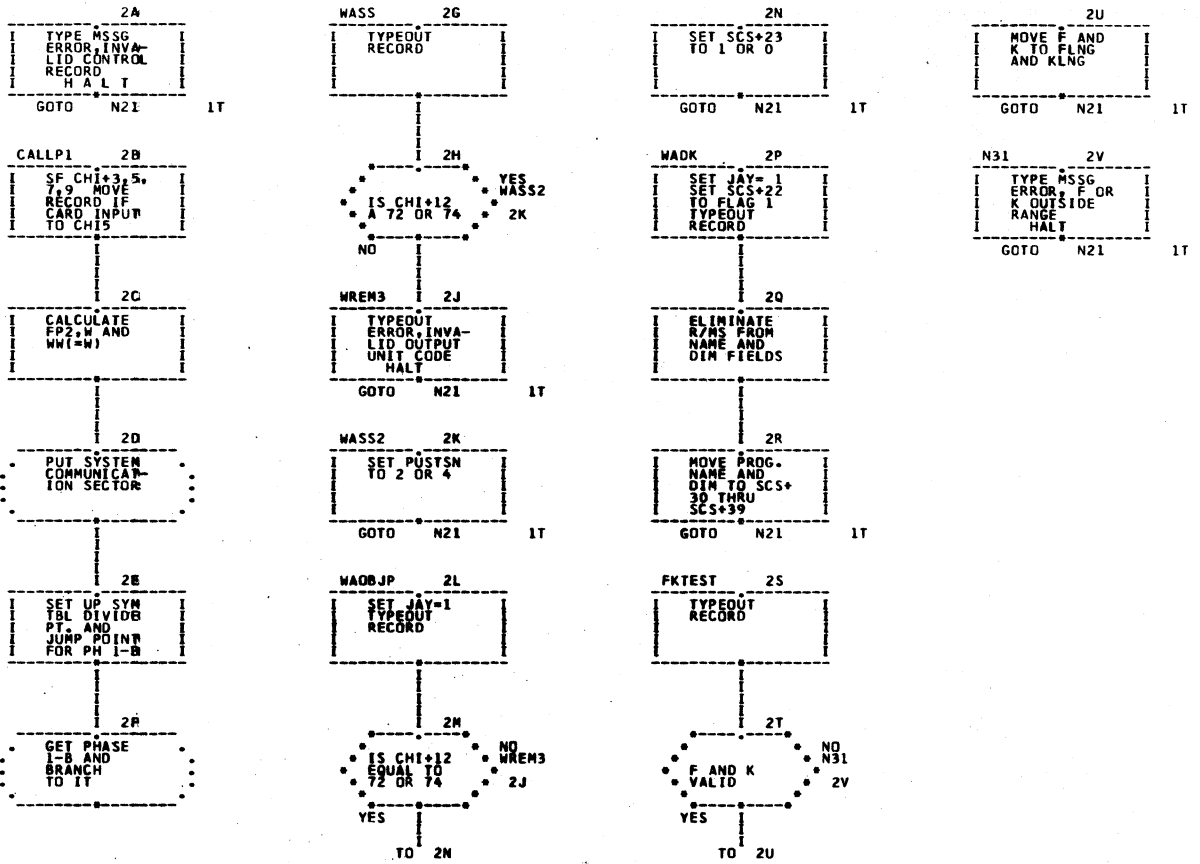 2A
TYPE MSSG
ERROR,INVA-
LID CONTROL
RECORD
H A L T
GOTO N21 1T
CALLP1 2B
SF CHI+3,5,
7,9 MOVE
RECORD IF
CARD INPUT
TO CHI5
2C
CALCULATE
FP2,W AND
WW(=W)
2D
PUT SYSTEM
COMMUNICAT-
ION SECTOR
2E
SET UP SYM
TBL DIVIDE
PT. AND
JUMP POINT
FOR PH 1-B
2F
GET PHASE
1-B AND
BRANCH
TO IT
WASS 2G
TYPEOUT
RECORD
2H
IS CHI+12
A 72 OR 74
YES
WASS2
2K
NO
WREM3 2J
TYPEOUT
ERROR,INVA-
LID OUTPUT
UNIT CODE
HALT
GOTO N21 1T
WASS2 2K
SET PUSTSN
TO 2 OR 4
GOTO N21 1T
WAOBJP 2L
SET JAY=1
TYPEOUT
RECORD
2M
IS CHI+12
EQUAL TO
72 OR 74
NO
WREM3
2J
YES
TO 2N
2N
SET SCS+23
TO 1 OR 0
GOTO N21 1T
WADK 2P
SET JAY= 1
SET SCS+22
TO FLAG 1
TYPEOUT
RECORD
2Q
ELIMINATE
R/MS FROM
NAME AND
DIM FIELDS
2R
MOVE PROG.
NAME AND
DIM TO SCS+
30 THRU
SCS+39
GOTO N21 1T
FKTEST 2S
TYPEOUT
RECORD
2T
F AND K
VALID
NO
N31
2V
YES
TO 2U
2U
MOVE F AND
K TO FLNG
AND KLNG
GOTO N21 1T
N31 2V
TYPE MSSG
ERROR, F OR
K OUTSIDE
RANGE
HALT
GOTO N21 1T